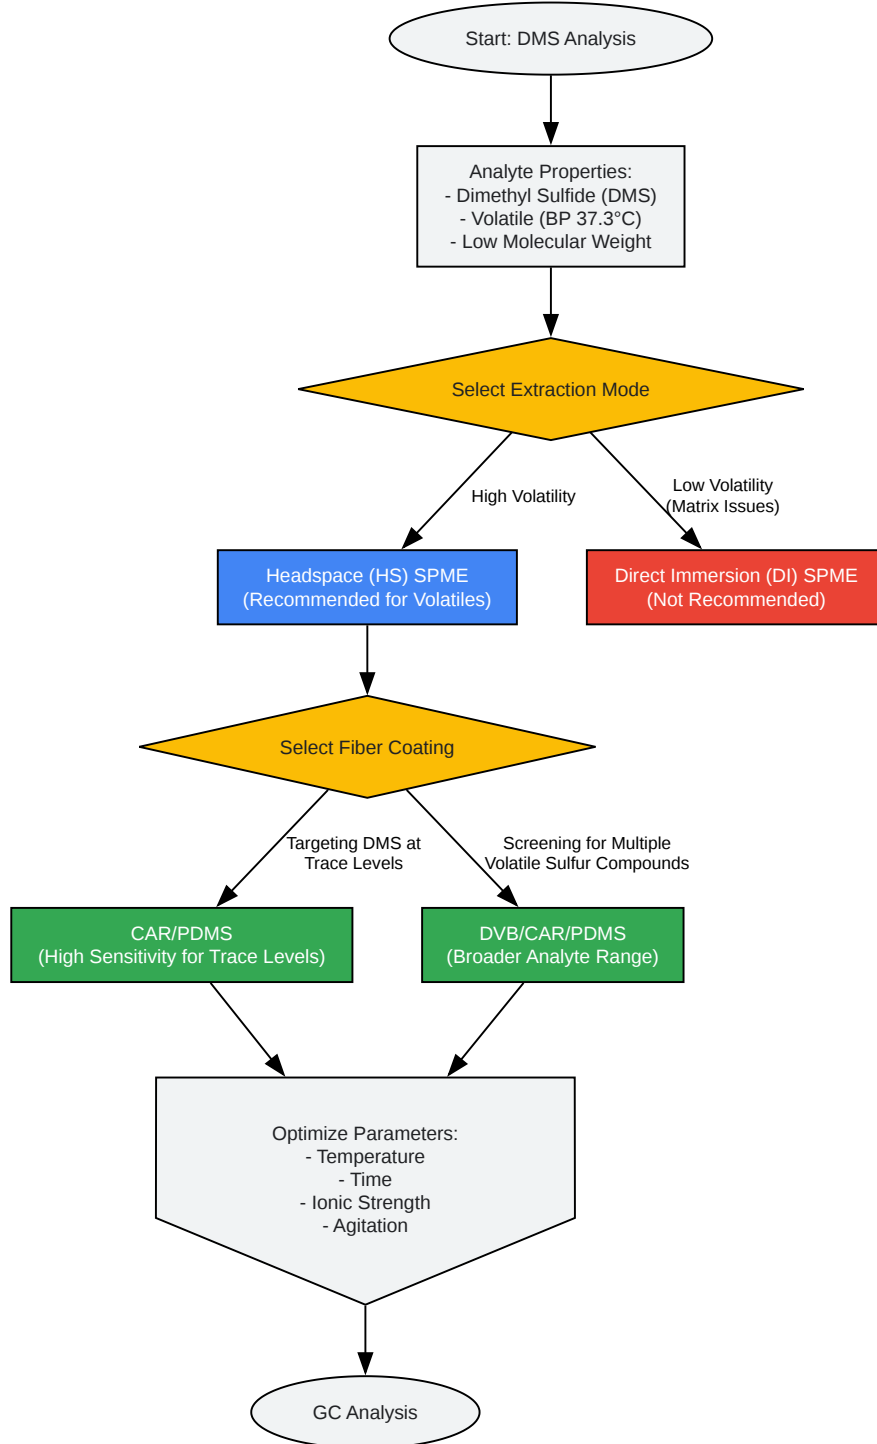 Start: DMS Analysis
Analyte Properties:
- Dimethyl Sulfide (DMS)
- Volatile (BP 37.3°C)
- Low Molecular Weight
Select Extraction Mode
High Volatility
Low Volatility
(Matrix Issues)
Headspace (HS) SPME
(Recommended for Volatiles)
Direct Immersion (DI) SPME
(Not Recommended)
Select Fiber Coating
Targeting DMS at
Trace Levels
Screening for Multiple
Volatile Sulfur Compounds
CAR/PDMS
(High Sensitivity for Trace Levels)
DVB/CAR/PDMS
(Broader Analyte Range)
Optimize Parameters:
- Temperature
- Time
- Ionic Strength
- Agitation
GC Analysis